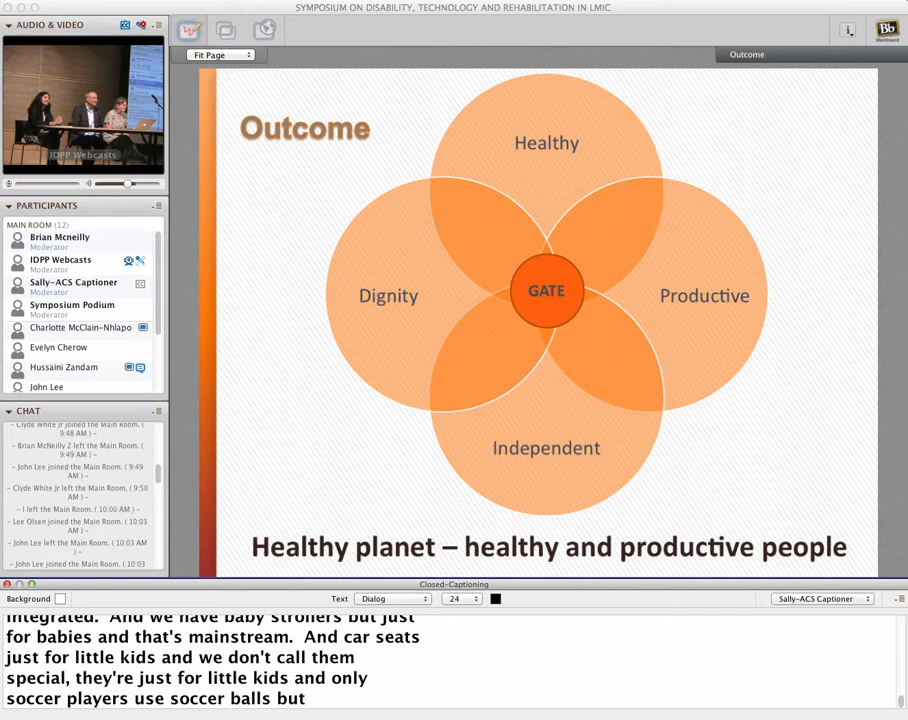 SYMPOSIUM ON DISABILITY, TECHNOLOGY AND REHABILITATION IN LMIC
AUDIO & VIDEO
IDPP Webcasts
PARTICIPANTS
MAIN ROOM (12)
Brian Mcneilly
Moderator
IDPP Webcasts
Moderator
Sally-ACS Captioner
Moderator
Symposium Podium
Moderator
Charlotte McClain-Nhlapo
Evelyn Cherow
Hussaini Zandam
John Lee
CHAT
Clyde White Jr joined the Main Room. (
9:48 AM ) –
– Brian McNeilly 2 left the Main Room. (
9:49 AM ) –
– John Lee joined the Main Room. ( 9:49
AM ) –
– Clyde White Jr left the Main Room. ( 9:50
AM ) –
– I left the Main Room. ( 10:00 AM ) –
– Lee Olsen joined the Main Room. ( 10:03
AM ) –
– John Lee left the Main Room. ( 10:03 AM ) –
– John Lee joined the Main Room. ( 10:03
Fit Page
Bb
Blackboard
Outcome
Outcome
Healthy
Dignity
GATE
Productive
Independent
Healthy planet – healthy and productive people
Closed-Captioning
Background
Text
Dialog
24
Sally-ACS Captioner
integrated. And we have baby strollers but just
for babies and that's mainstream. And car seats
just for little kids and we don't call them
special, they're just for little kids and only
soccer players use soccer balls but